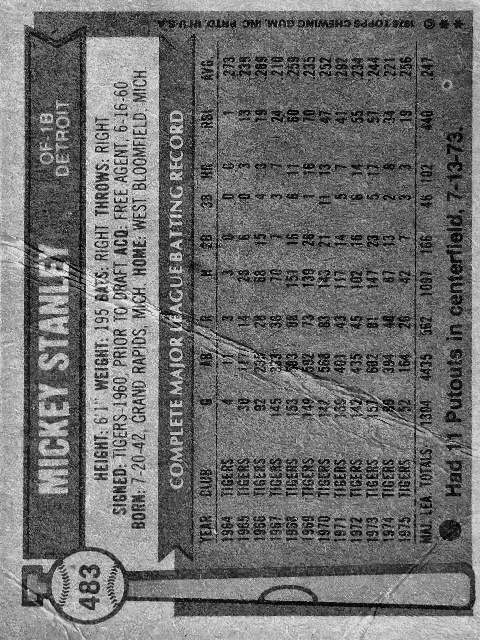 483
MICKEY STANLEY
OF-1B
DETROIT
HEIGHT: 6'1" WEIGHT: 195 BATS: RIGHT THROWS: RIGHT
SIGNED: TIGERS-1960 PRIOR TO DRAFT ACQ: FREE AGENT, 6-16-60
BORN: 7-20-42, GRAND RAPIDS, MICH. HOME: WEST BLOOMFIELD, MICH
COMPLETE MAJOR LEAGUE BATTING RECORD
YEAR CLUB G AB R H 2B 3B HR RBI AVG.
1964 TIGERS 4 11 3 3 0 0 0 1 273
1965 TIGERS 30 117 14 28 6 0 3 13 239
1966 TIGERS 92 235 28 68 15 4 3 19 289
1967 TIGERS 145 333 38 70 7 3 7 24 210
1968 TIGERS 153 583 88 151 16 6 11 60 259
1969 TIGERS 149 592 73 139 28 1 16 70 235
1970 TIGERS 142 568 83 143 21 11 13 47 252
1971 TIGERS 139 401 43 117 14 5 7 41 292
1972 TIGERS 142 435 45 102 16 6 14 55 234
1973 TIGERS 157 602 81 147 23 5 17 57 244
1974 TIGERS 99 394 40 87 13 2 8 34 221
1975 TIGERS 52 164 26 42 7 3 3 19 256
MAJ. LEA. TOTALS 1304 4435 562 1097 166 46 102 440 247
Had 11 Putouts in centerfield, 7-13-73.
* * © 1976 TOPPS CHEWING GUM, INC. PRTD. IN U.S.A.